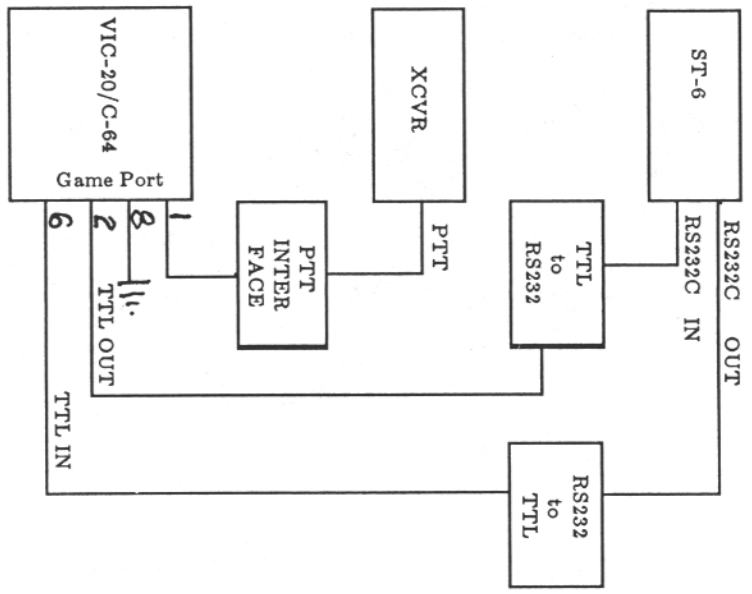 VIC-20/C-64
Game Port
6
2
8
1
TTL OUT
TTL IN
PTT
INTER
FACE
XCVR
PTT
TTL
to
RS232
ST-6
RS232C IN
RS232C OUT
RS232
to
TTL